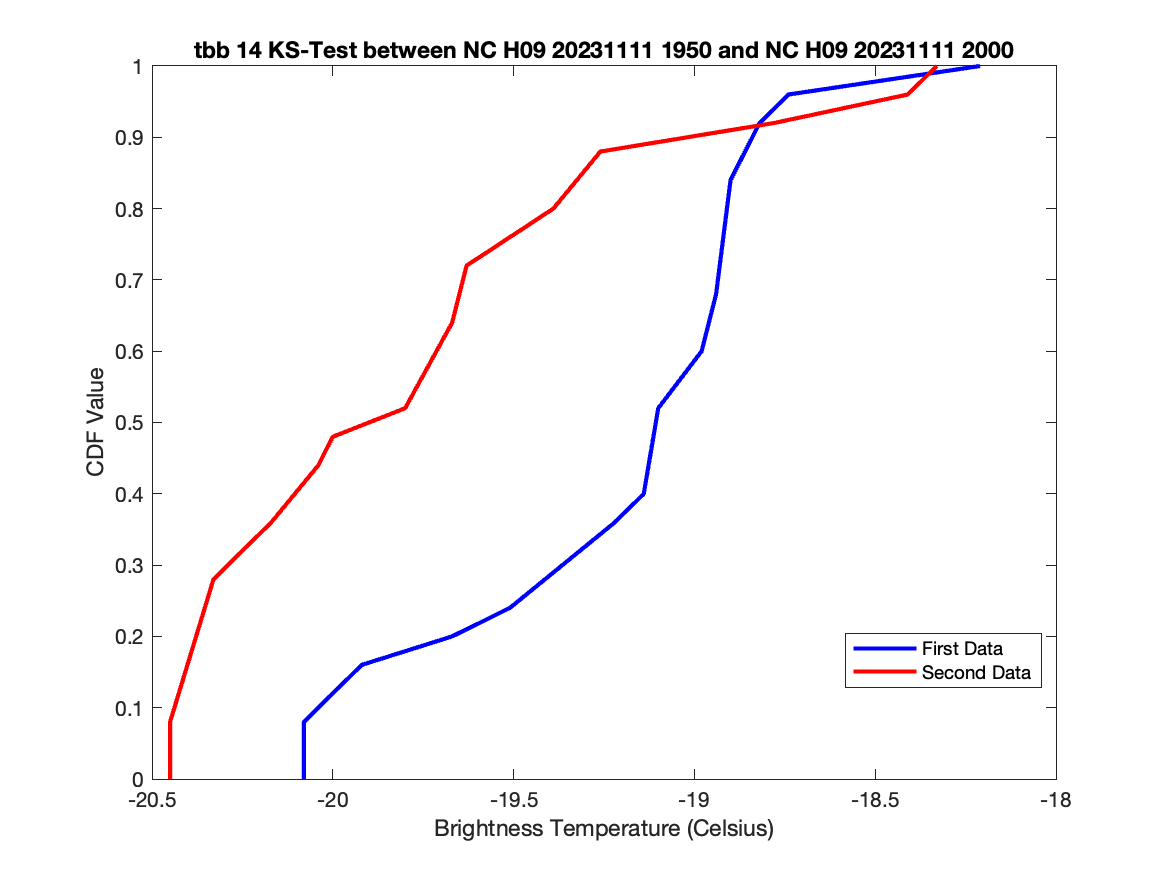 tbb 14 KS-Test between NC H09 20231111 1950 and NC H09 20231111 2000
1
0.9
0.8
0.7
0.6
0.5
0.4
0.3
0.2
0.1
0
CDF Value
First Data
Second Data
-20.5 -20 -19.5 -19 -18.5 -18
Brightness Temperature (Celsius)